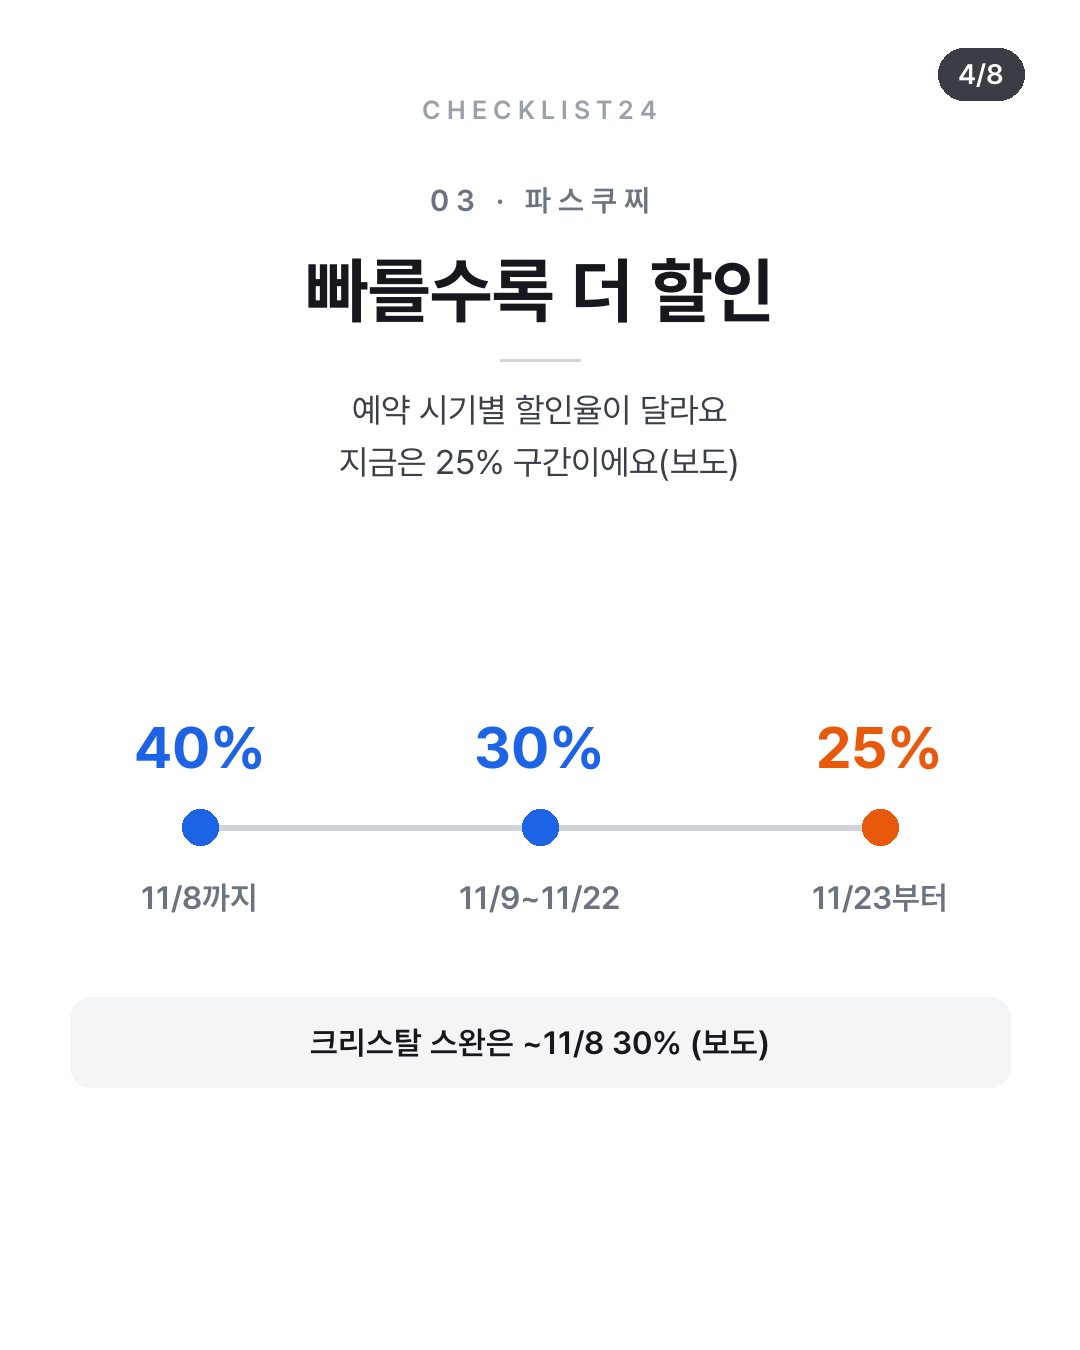 4/8
CHECKLIST24
03 · 파스쿠찌
빠를수록 더 할인
예약 시기별 할인율이 달라요
지금은 25% 구간이에요(보도)
40% 30% 25%
11/8까지 11/9~11/22 11/23부터
크리스탈 스완은 ~11/8 30% (보도)